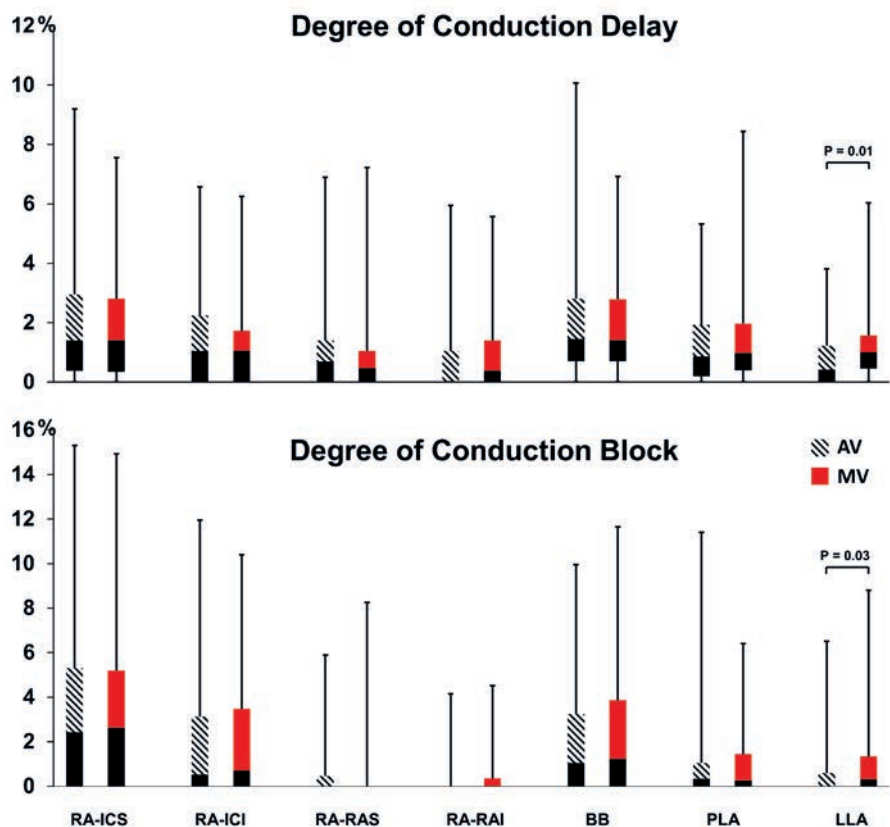 Degree of Conduction Delay
12%
10
8
6
4
2
0
P = 0.01
Degree of Conduction Block
16%
14
12
10
8
6
4
2
0
AV
MV
P = 0.03
RA-ICS RA-ICI RA-RAS RA-RAI BB PLA LLA